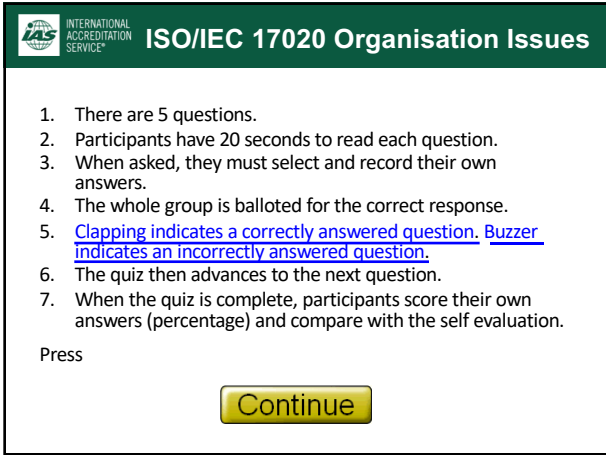 IAS
INTERNATIONAL
ACCREDITATION
SERVICE®
ISO/IEC 17020 Organisation Issues
1. There are 5 questions.
2. Participants have 20 seconds to read each question.
3. When asked, they must select and record their own
answers.
4. The whole group is balloted for the correct response.
5. Clapping indicates a correctly answered question. Buzzer
indicates an incorrectly answered question.
6. The quiz then advances to the next question.
7. When the quiz is complete, participants score their own
answers (percentage) and compare with the self evaluation.
Press
Continue